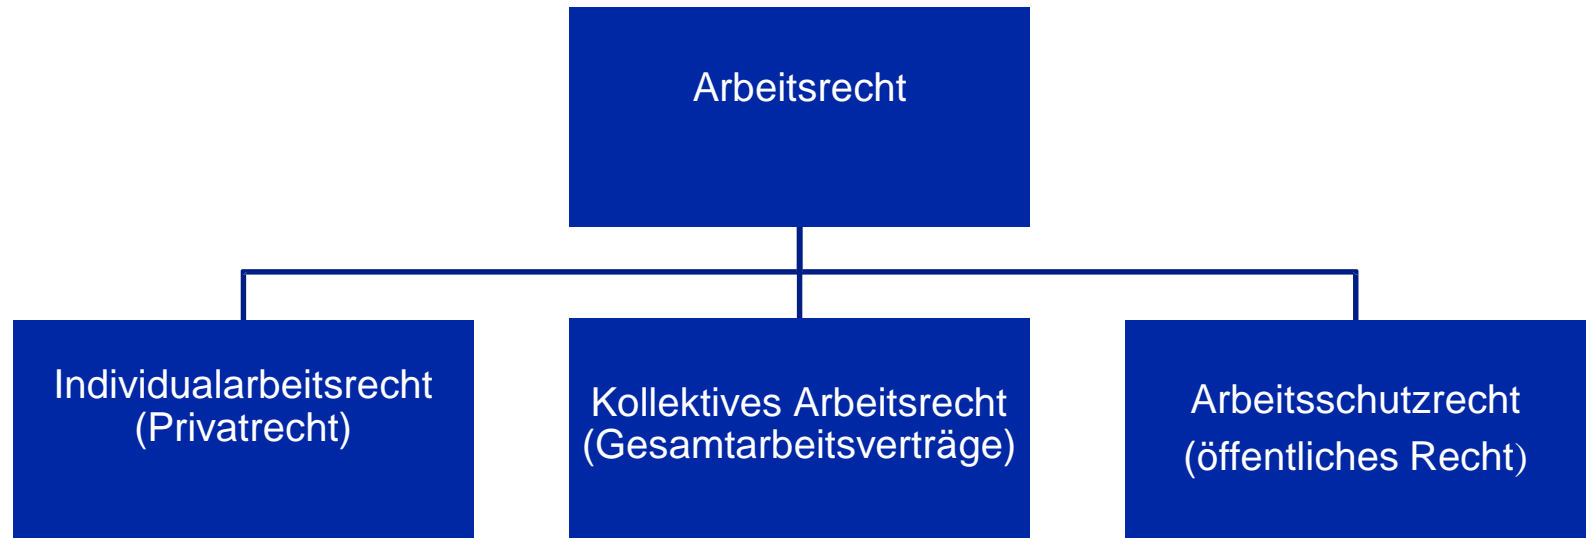 Arbeitsrecht
Individualarbeitsrecht
(Privatrecht)
Kollektives Arbeitsrecht
(Gesamtarbeitsverträge)
Arbeitsschutzrecht
(öffentliches Recht)